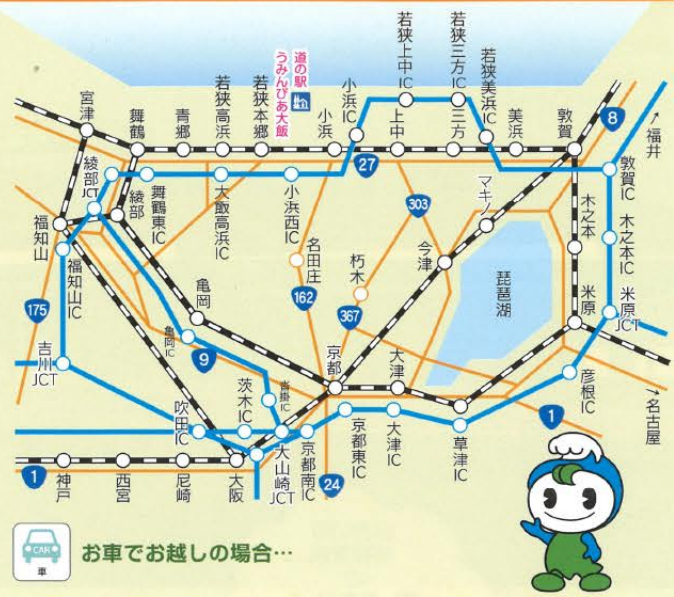 若狭上中IC
若狭三方IC
若狭美浜IC
道の駅
うみんぴあ大飯
宮津
舞鶴
青郷
若狭高浜
若狭本郷
小浜
小浜IC
上中
三方
美浜
敦賀
8
福井
27
綾部JCT
綾部
舞鶴東IC
大飯高浜IC
小浜西IC
303
マキノ
敦賀IC
木之本
木之本IC
福知山
福知山IC
名田庄
朽木
今津
琵琶湖
175
亀岡
162
367
米原
米原JCT
亀岡IC
9
吉川JCT
京都
大津
茨木IC
沓掛IC
彦根IC
名古屋
吹田IC
1
神戸
西宮
尼崎
大阪
大山崎JCT
京都南IC
24
京都東IC
大津IC
草津IC
1
CAR
車
お車でお越しの場合…